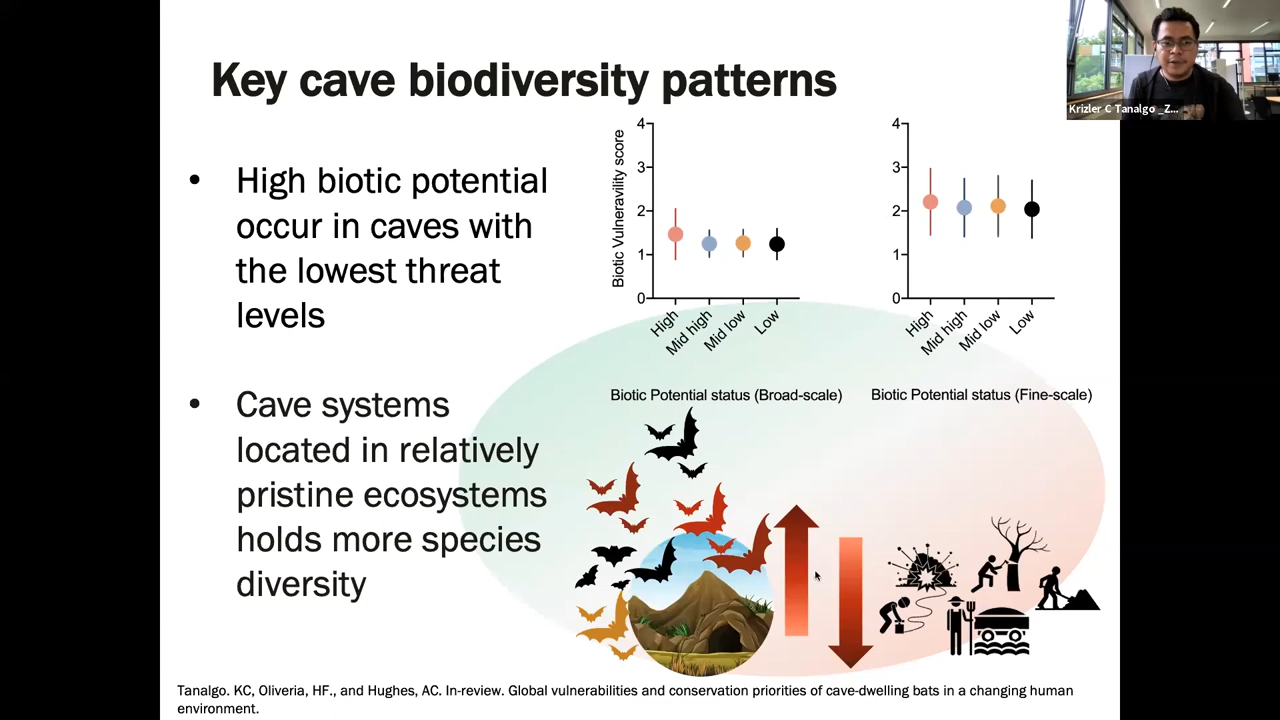 Key cave biodiversity patterns
Krizler C Tanalgo _Z...
• High biotic potential
occur in caves with
the lowest threat
levels
• Cave systems
located in relatively
pristine ecosystems
holds more species
diversity
Biotic Vulneravility score
4
3
2
1
0
High
Mid high
Mid low
Low
Biotic Potential status (Broad-scale)
4
3
2
1
0
High
Mid high
Mid low
Low
Biotic Potential status (Fine-scale)
Tanalgo. KC, Oliveria, HF., and Hughes, AC. In-review. Global vulnerabilities and conservation priorities of cave-dwelling bats in a changing human
environment.